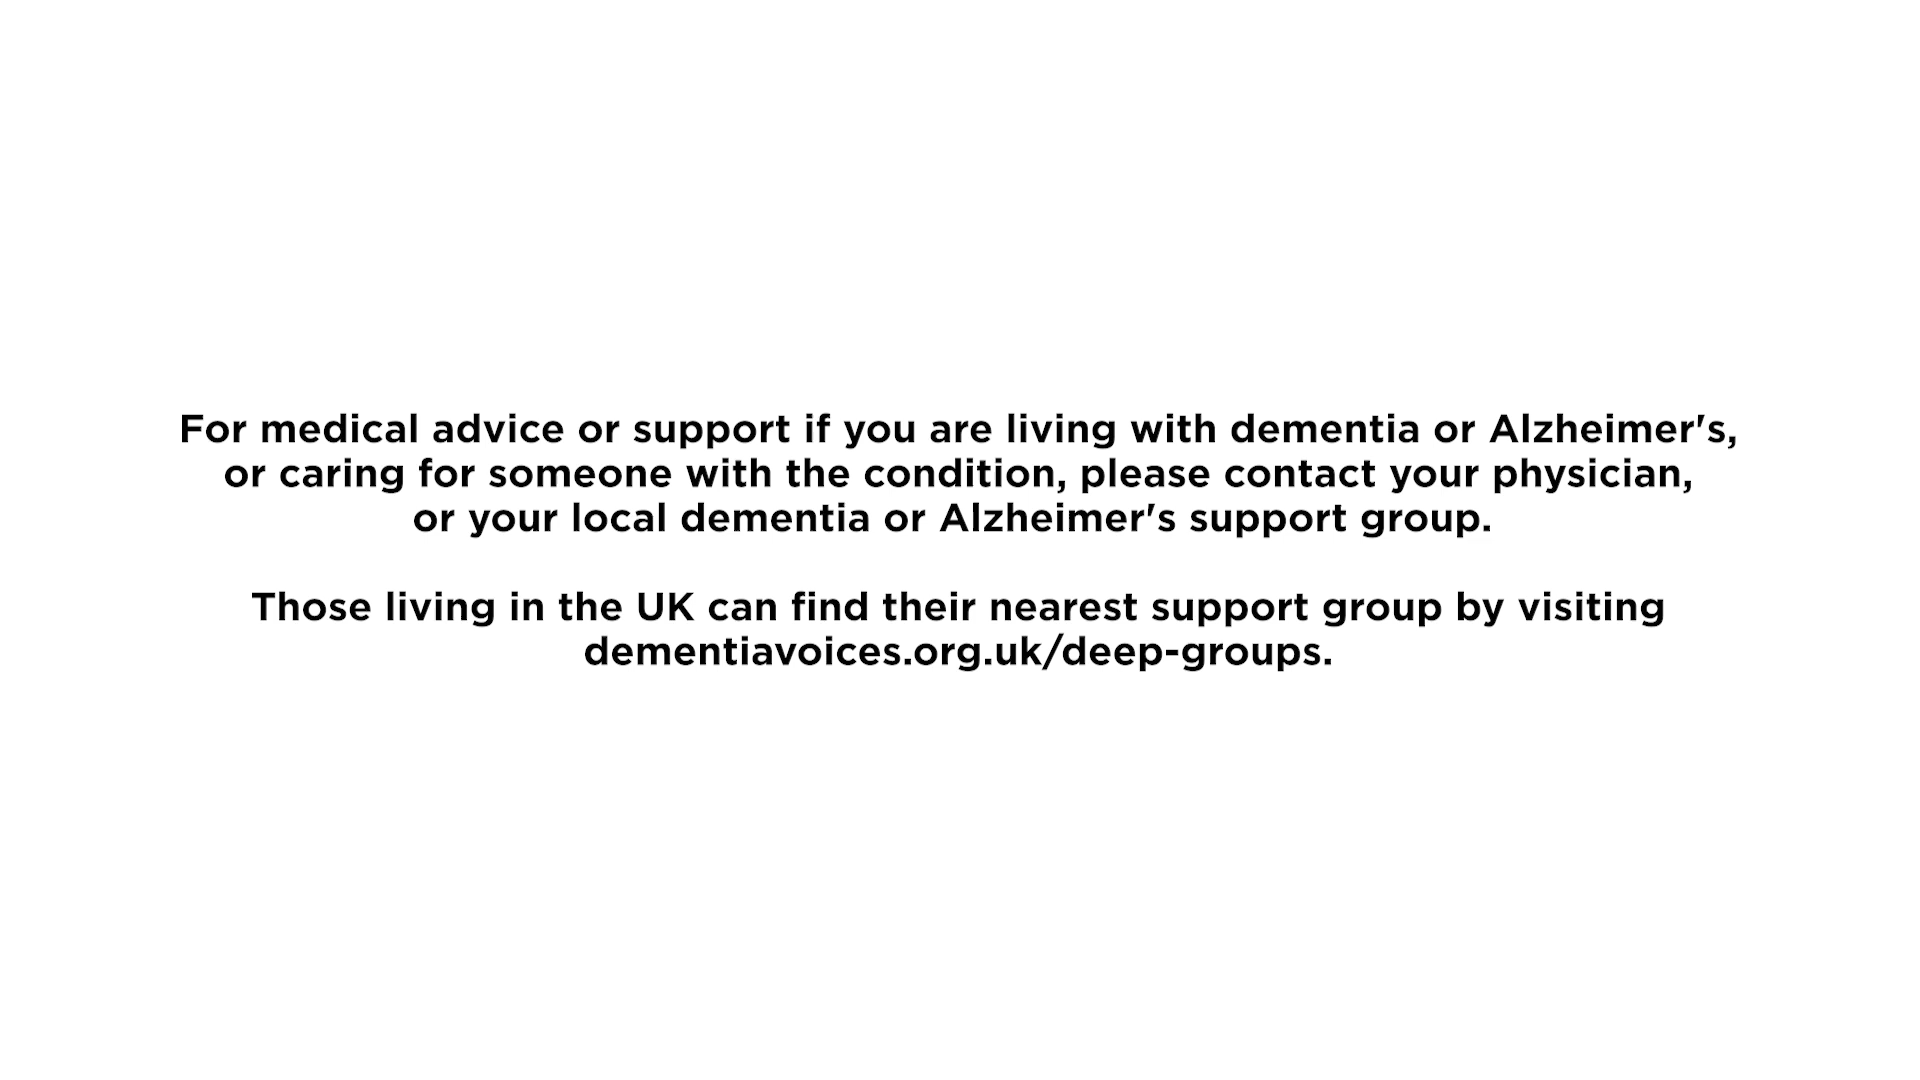 For medical advice or support if you are living with dementia or Alzheimer's,
or caring for someone with the condition, please contact your physician,
or your local dementia or Alzheimer's support group.
Those living in the UK can find their nearest support group by visiting
dementiavoices.org.uk/deep-groups.